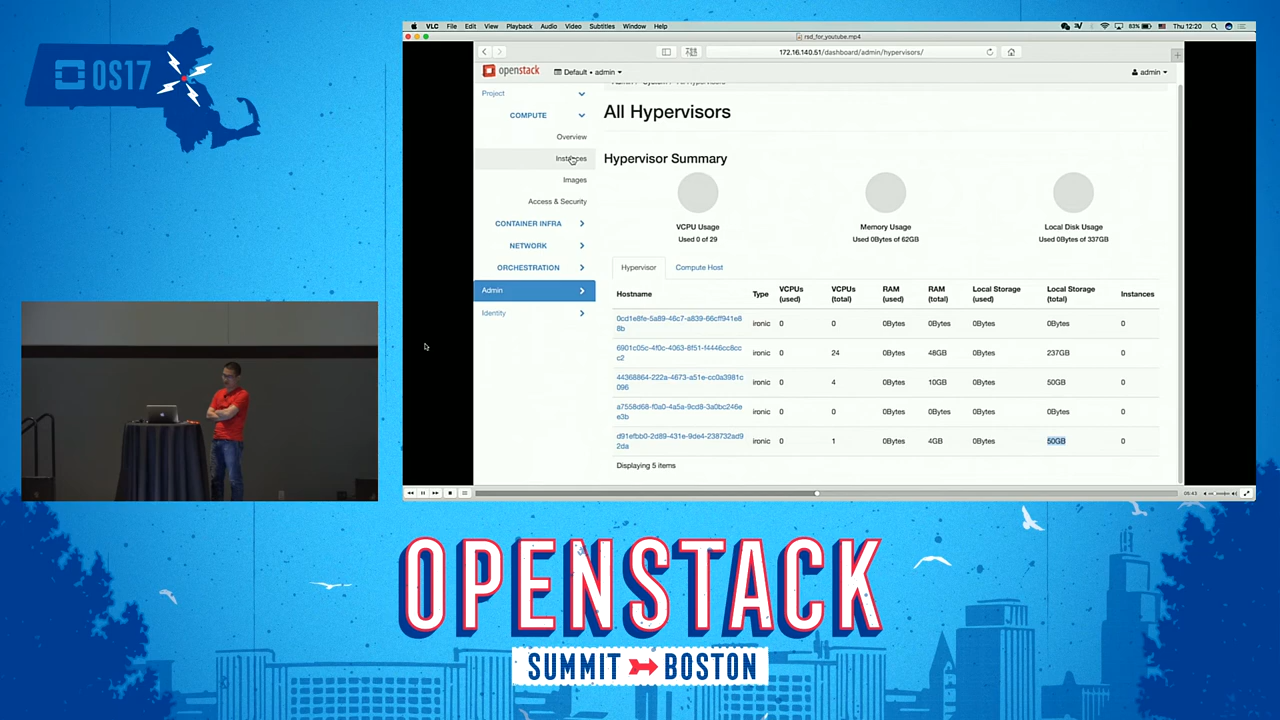 OS17
VLC File Edit View Playback Audio Video Subtitles Window Help
83% Thu 12:20
rsd_for_youtube.mp4
172.16.140.51/dashboard/admin/hypervisors/
openstack Default • admin admin
Project
COMPUTE
Overview
Instances
Images
Access & Security
CONTAINER INFRA
NETWORK
ORCHESTRATION
Admin
Identity
All Hypervisors
Hypervisor Summary
VCPU Usage
Used 0 of 29
Memory Usage
Used 0Bytes of 62GB
Local Disk Usage
Used 0Bytes of 337GB
Hypervisor Compute Host
Hostname Type VCPUs (used) VCPUs (total) RAM (used) RAM (total) Local Storage (used) Local Storage (total) Instances
0cd1e8fe-5a89-46c7-a839-66cff941e8
8b ironic 0 0 0Bytes 0Bytes 0Bytes 0Bytes 0
6901c05c-4f0c-4063-8f51-f4446cc8cc
c2 ironic 0 24 0Bytes 48GB 0Bytes 237GB 0
44368864-222a-4673-a51e-cc0a3981c
096 ironic 0 4 0Bytes 10GB 0Bytes 50GB 0
a7558d68-f0a0-4a5a-9cd8-3a0bc246e
e3b ironic 0 0 0Bytes 0Bytes 0Bytes 0Bytes 0
d91efbb0-2d89-431e-9de4-238732ad9
2da ironic 0 1 0Bytes 4GB 0Bytes 50GB 0
Displaying 5 items
05:43
OPENSTACK
SUMMIT BOSTON